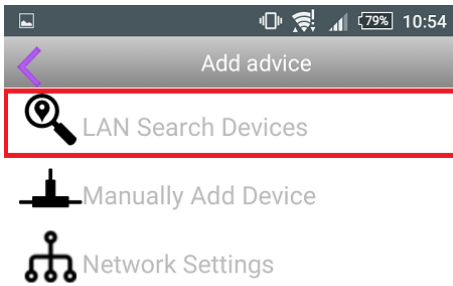 79% 10:54
Add advice
LAN Search Devices
Manually Add Device
Network Settings